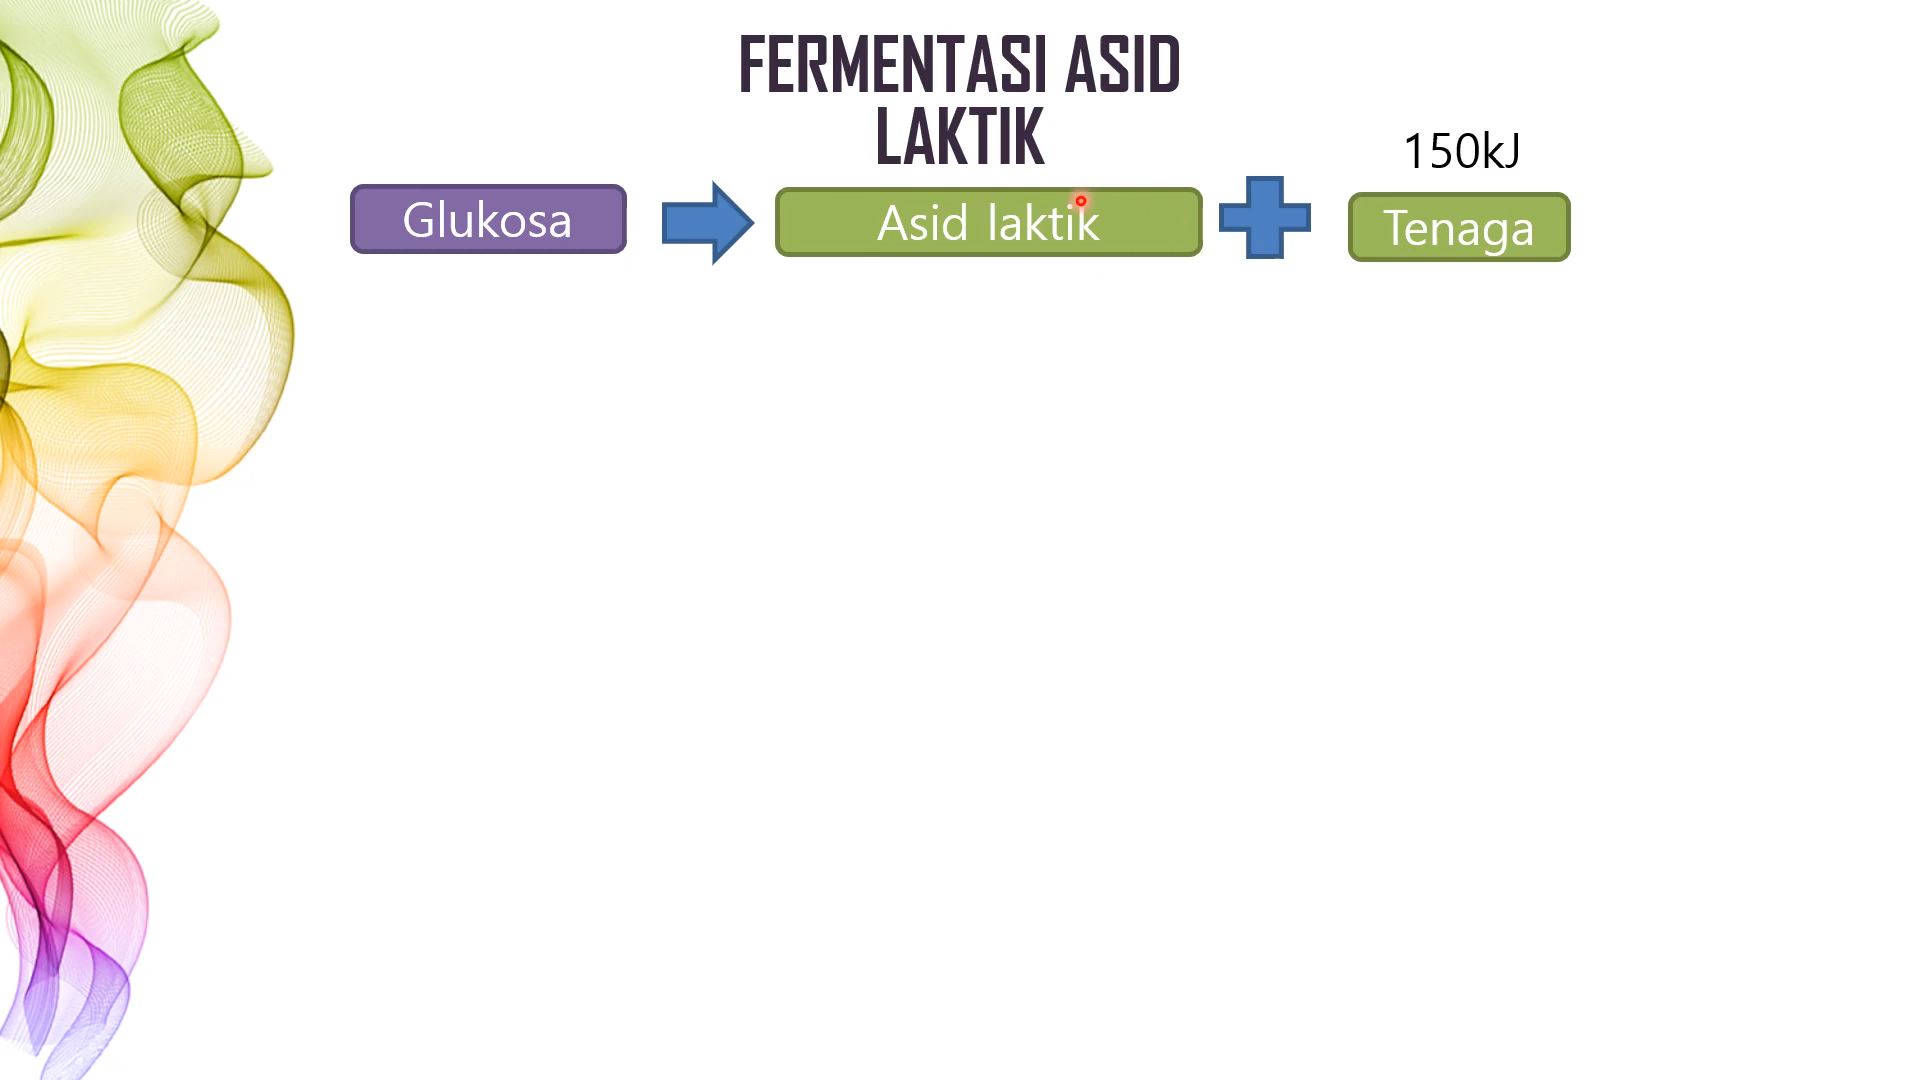 FERMENTASI ASID
LAKTIK
150kJ
Glukosa
Asid laktik
Tenaga